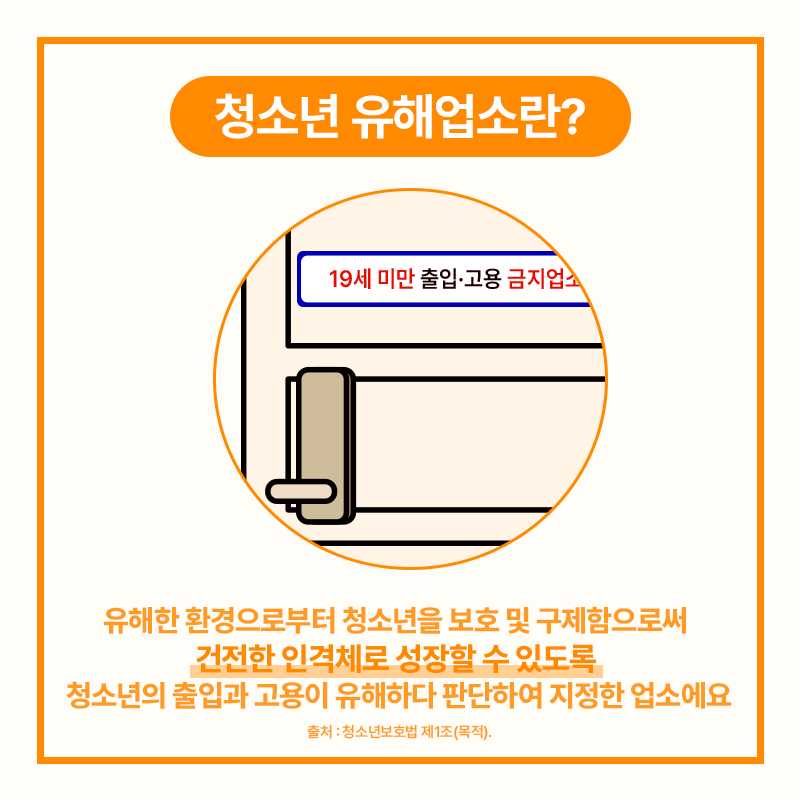 청소년 유해업소란?
19세 미만 출입·고용 금지업소
유해한 환경으로부터 청소년을 보호 및 구제함으로써
건전한 인격체로 성장할 수 있도록
청소년의 출입과 고용이 유해하다 판단하여 지정한 업소에요
출처 : 청소년보호법 제1조(목적).